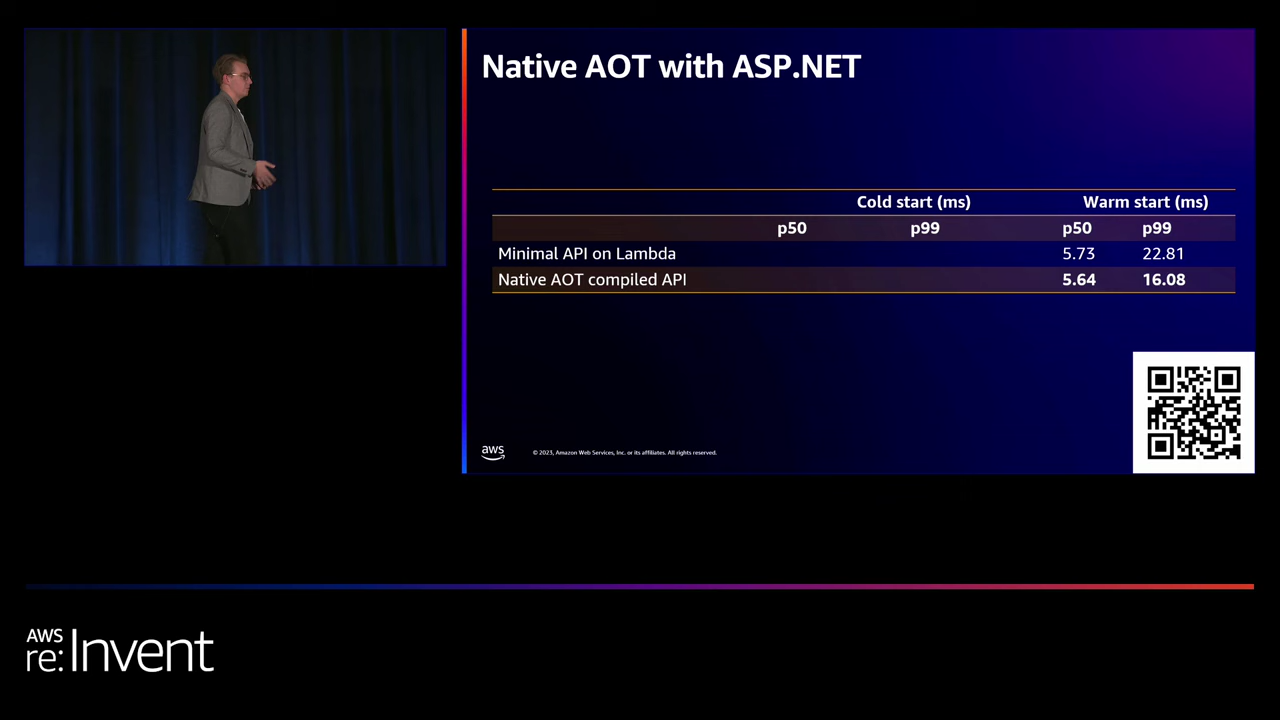 Native AOT with ASP.NET
Cold start (ms) Warm start (ms)
p50 p99 p50 p99
Minimal API on Lambda 5.73 22.81
Native AOT compiled API 5.64 16.08
aws
© 2023, Amazon Web Services, Inc. or its affiliates. All rights reserved.
AWS
re:Invent